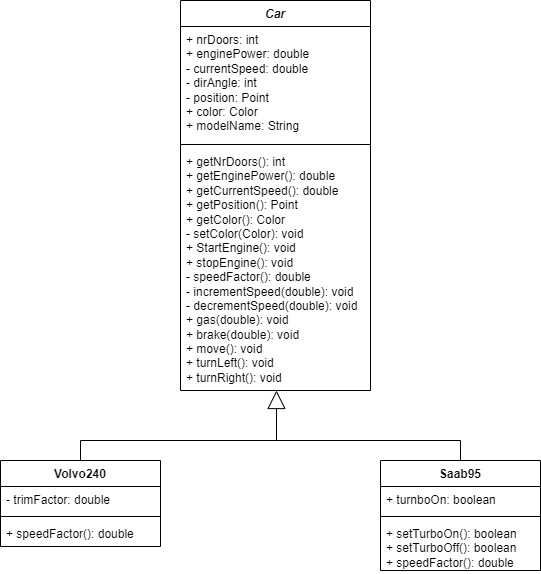 Car
+ nrDoors: int
+ enginePower: double
- currentSpeed: double
- dirAngle: int
- position: Point
+ color: Color
+ modelName: String
+ getNrDoors(): int
+ getEnginePower(): double
+ getCurrentSpeed(): double
+ getPosition(): Point
+ getColor(): Color
- setColor(Color): void
+ StartEngine(): void
+ stopEngine(): void
- speedFactor(): double
- incrementSpeed(double): void
- decrementSpeed(double): void
+ gas(double): void
+ brake(double): void
+ move(): void
+ turnLeft(): void
+ turnRight(): void
Volvo240
- trimFactor: double
+ speedFactor(): double
Saab95
+ turnboOn: boolean
+ setTurboOn(): boolean
+ setTurboOff(): boolean
+ speedFactor(): double